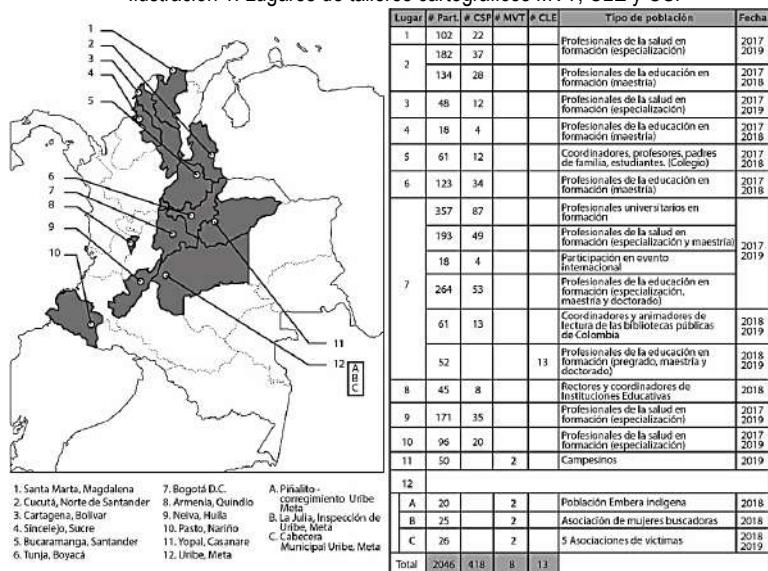 Ilustración 1. Lugares de talleres cartográficos MVT, CLE y CSP
1
2
3
4
5
6
7
8
9
10
11
12
A
B
C
1. Santa Marta, Magdalena
2. Cucutá, Norte de Santander
3. Cartagena, Bolívar
4. Sincelejo, Sucre
5. Bucaramanga, Santander
6. Tunja, Boyacá
7. Bogotá D.C.
8. Armenia, Quindío
9. Neiva, Huila
10. Pasto, Nariño
11. Yopal, Casanare
12. Uribe, Meta
A. Piñalito -
corregimiento Uribe
Meta
B. La Julia, Inspección de
Uribe, Meta
C. Cabecera
Municipal Uribe, Meta
Lugar # Part. # CSP # MVT # CLE Tipo de población Fecha
1 102 22 Profesionales de la salud en
formación (especialización) 2017
2019
2 182 37
134 28 Profesionales de la educación en
formación (maestría) 2017
2018
3 48 12 Profesionales de la salud en
formación (especialización) 2017
2019
4 18 4 Profesionales de la educación en
formación (maestría) 2017
2018
5 61 12 Coordinadores, profesores, padres
de familia, estudiantes. (Colegio) 2017
2018
6 123 34 Profesionales de la educación en
formación (maestría) 2017
2018
7 357 87 Profesionales universitarios en
formación 2017
2019
193 49 Profesionales de la salud en
formación (especialización y maestría)
18 4 Participación en evento
internacional
264 53 Profesionales de la educación en
formación (especialización,
maestría y doctorado)
61 13 Coordinadores y animadores de
lectura de las bibliotecas públicas
de Colombia 2018
2019
52 13 Profesionales de la educación en
formación (pregrado, maestría y
doctorado) 2018
2019
8 45 8 Rectores y coordinadores de
Instituciones Educativas 2018
9 171 35 Profesionales de la salud en
formación (especialización) 2017
2019
10 96 20 Profesionales de la salud en
formación (especialización) 2017
2019
11 50 2 Campesinos 2019
12
A 20 2 Población Embera indígena 2018
B 25 2 Asociación de mujeres buscadoras 2018
C 26 2 5 Asociaciones de víctimas 2018
2019
Total 2046 418 8 13